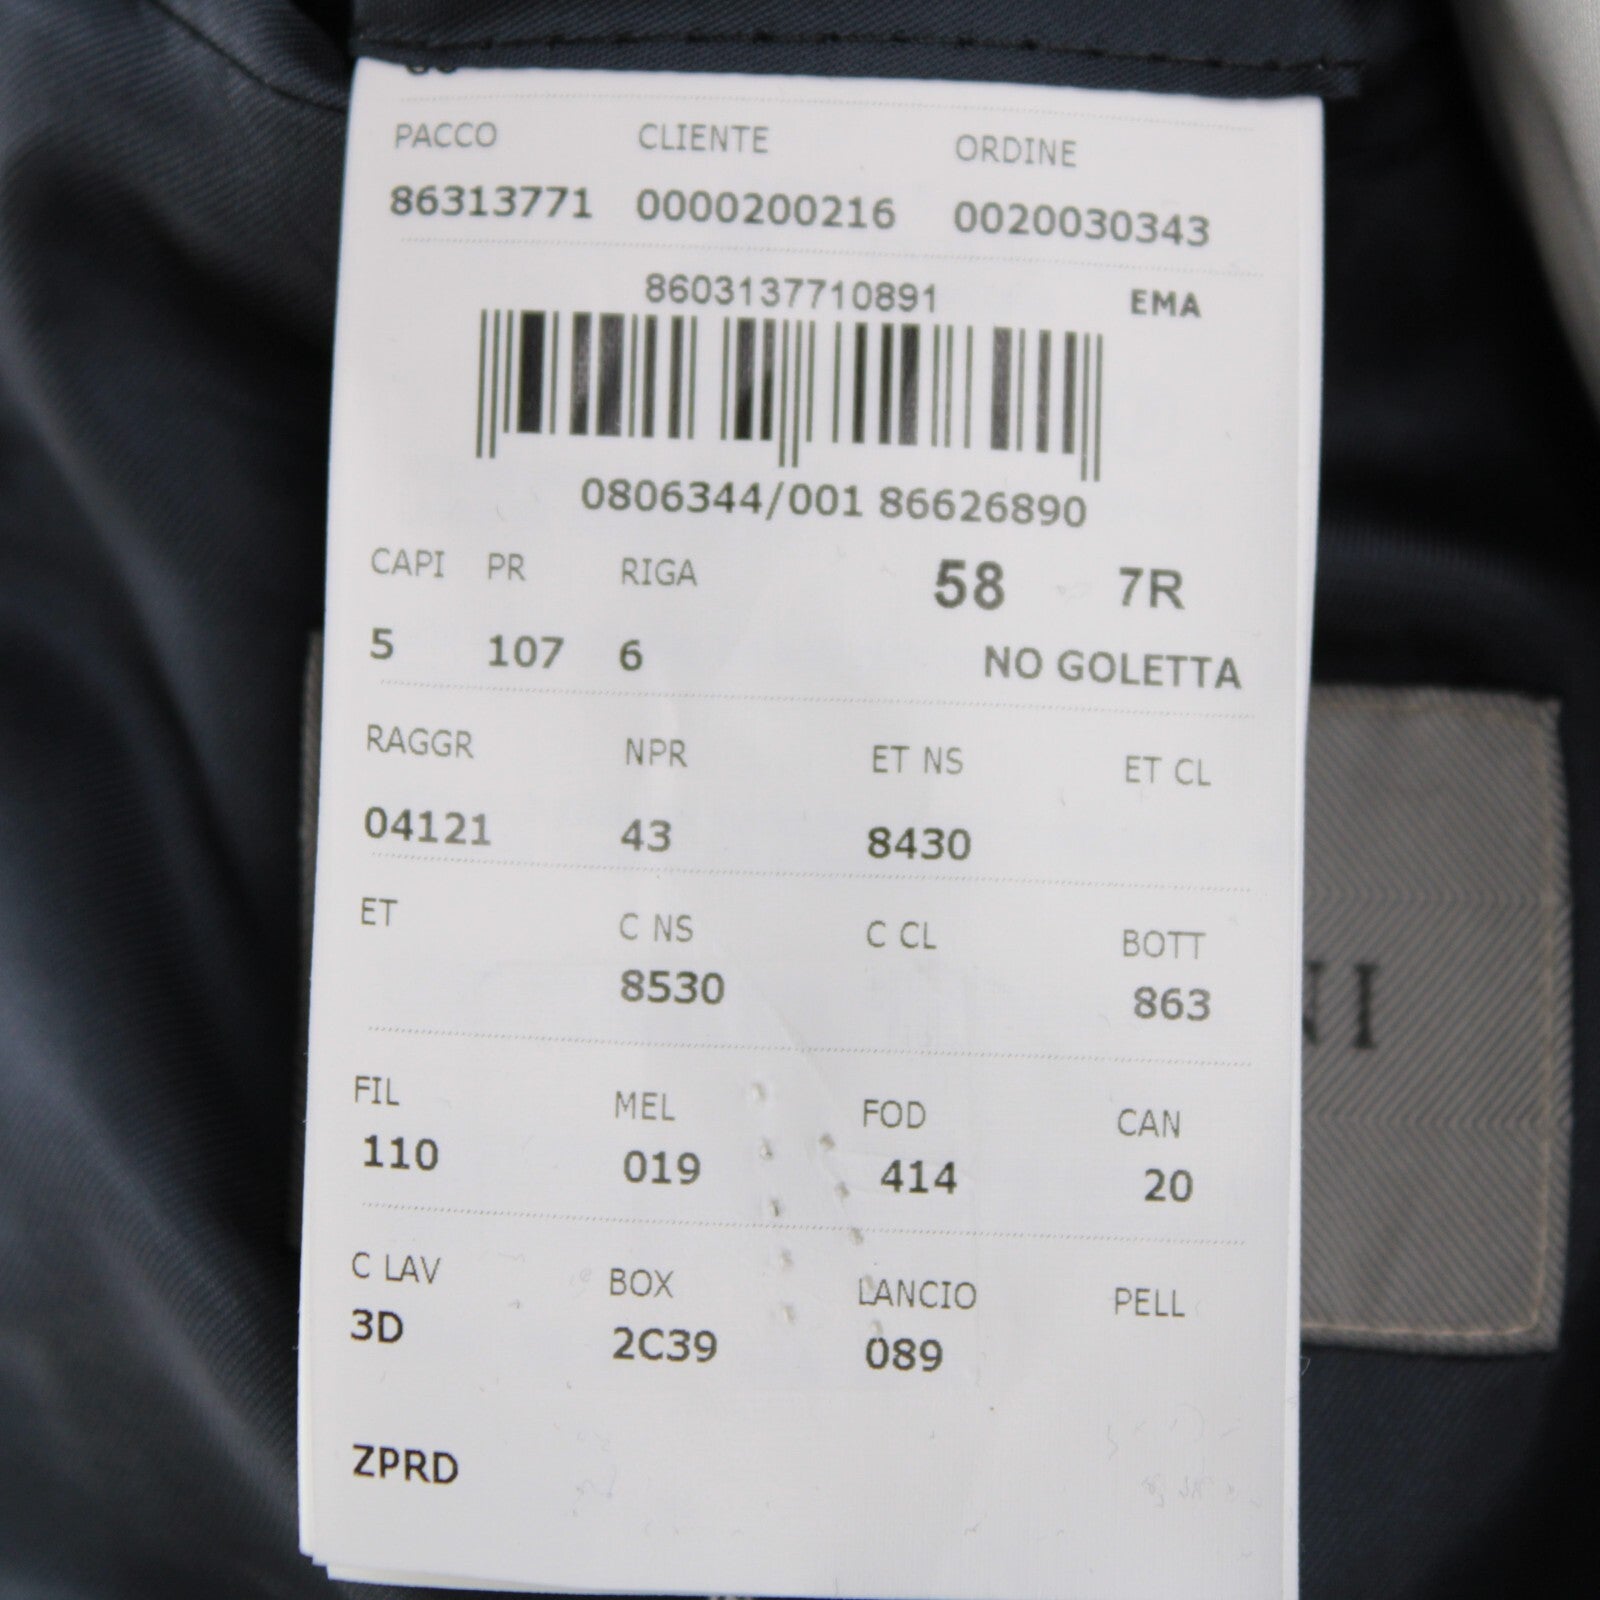 PACCO CLIENTE ORDINE
86313771 0000200216 0020030343
8603137710891 EMA
0806344/001 86626890
CAPI PR RIGA 58 7R
5 107 6 NO GOLETTA
RAGGR NPR ET NS ET CL
04121 43 8430
ET C NS C CL BOTT
8530 863
FIL MEL FOD CAN
110 019 414 20
C LAV BOX LANCIO PELL
3D 2C39 089
ZPRD